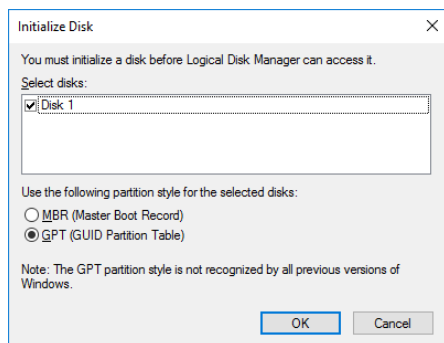 Initialize Disk
You must initialize a disk before Logical Disk Manager can access it.
Select disks:
Disk 1
Use the following partition style for the selected disks:
MBR (Master Boot Record)
GPT (GUID Partition Table)
Note: The GPT partition style is not recognized by all previous versions of
Windows.
OK Cancel